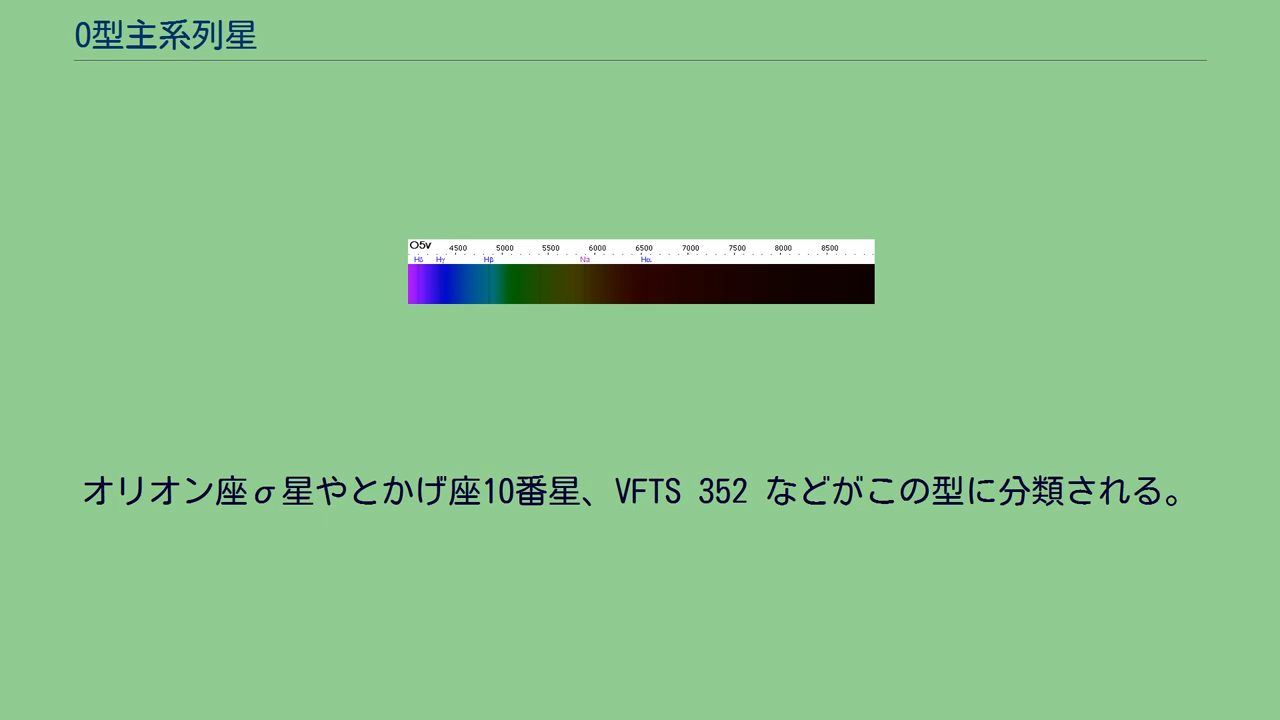 O型主系列星
O5v 4500 5000 5500 6000 6500 7000 7500 8000 8500
Hδ Hγ Hβ Na Hα
オリオン座σ星やとかげ座10番星、VFTS 352 などがこの型に分類される。